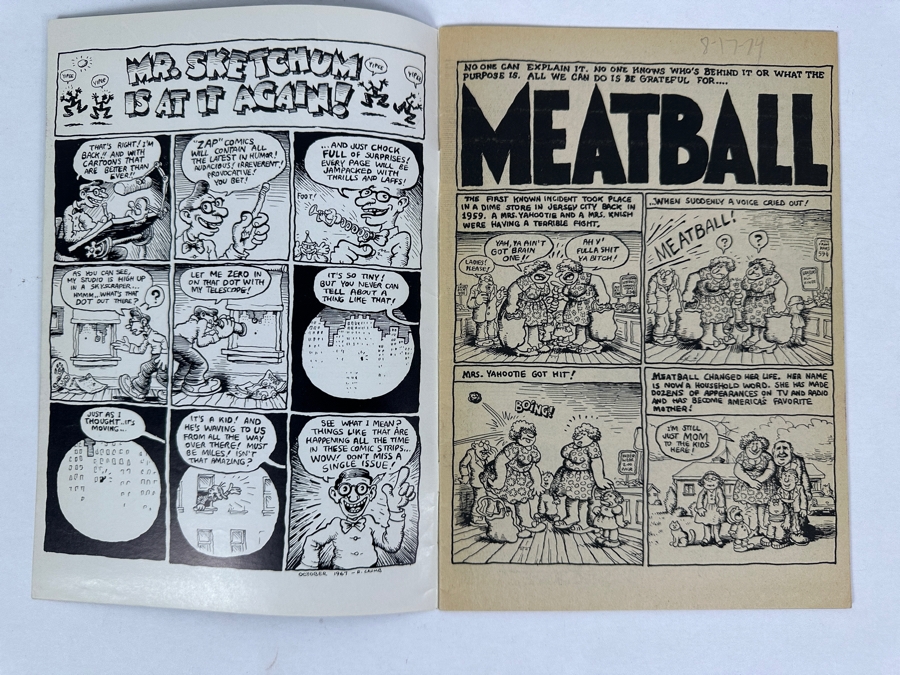 MR. SKETCHUM
IS AT IT AGAIN!
YIPEE
YIPEE
YIPEE
YIPEE
THAT'S RIGHT! I'M
BACK!! AND WITH
CARTOONS THAT
ARE BETTER THAN
EVER!!
"ZAP" COMICS
WILL CONTAIN ALL
THE LATEST IN HUMOR!
AUDACIOUS! IRREVERENT!
PROVOCATIVE!
YOU BET!
...AND JUST CHOCK
FULL OF SURPRISES!
EVERY PAGE WILL BE
JAMPACKED WITH
THRILLS AND LAFFS!
FOOT!
AS YOU CAN SEE,
MY STUDIO IS HIGH UP
IN A SKYSCRAPER....
HMMM...WHAT'S THAT
DOT OUT THERE?
?
LET ME ZERO IN
ON THAT DOT WITH
MY TELESCOPE!
IT'S SO TINY!
BUT YOU NEVER CAN
TELL ABOUT A
THING LIKE THAT!
JUST AS I
THOUGHT...IT'S
MOVING...
IT'S A KID! AND
HE'S WAVING TO US
FROM ALL THE WAY
OVER THERE! MUST
BE MILES! ISN'T
THAT AMAZING?
SEE WHAT I MEAN?
THINGS LIKE THAT ARE
HAPPENING ALL THE TIME
IN THESE COMIC STRIPS...
WOW! DON'T MISS A
SINGLE ISSUE!
OCTOBER 1967 - R. CRUMB
8-17-74
NO ONE CAN EXPLAIN IT. NO ONE KNOWS WHO'S BEHIND IT OR WHAT THE
PURPOSE IS. ALL WE CAN DO IS BE GRATEFUL FOR....
MEATBALL
THE FIRST KNOWN INCIDENT TOOK PLACE
IN A DIME STORE IN JERSEY CITY BACK IN
1959. A MRS. YAHOOTIE AND A MRS. KNISH
WERE HAVING A TERRIBLE FIGHT.
LADIES!
PLEASE!
YAH, YA AIN'T
GOT BRAIN
ONE!!
AH Y'
FULLA SHIT
YA BITCH!
...WHEN SUDDENLY A VOICE CRIED OUT!
MEATBALL!
?
?
MRS. YAHOOTIE GOT HIT!
BOING!
MEATBALL CHANGED HER LIFE. HER NAME
IS NOW A HOUSEHOLD WORD. SHE HAS MADE
DOZENS OF APPEARANCES ON TV AND RADIO
AND HAS BECOME AMERICA'S FAVORITE
MOTHER!
I'M STILL
JUST MOM
TO THE KIDS
HERE!